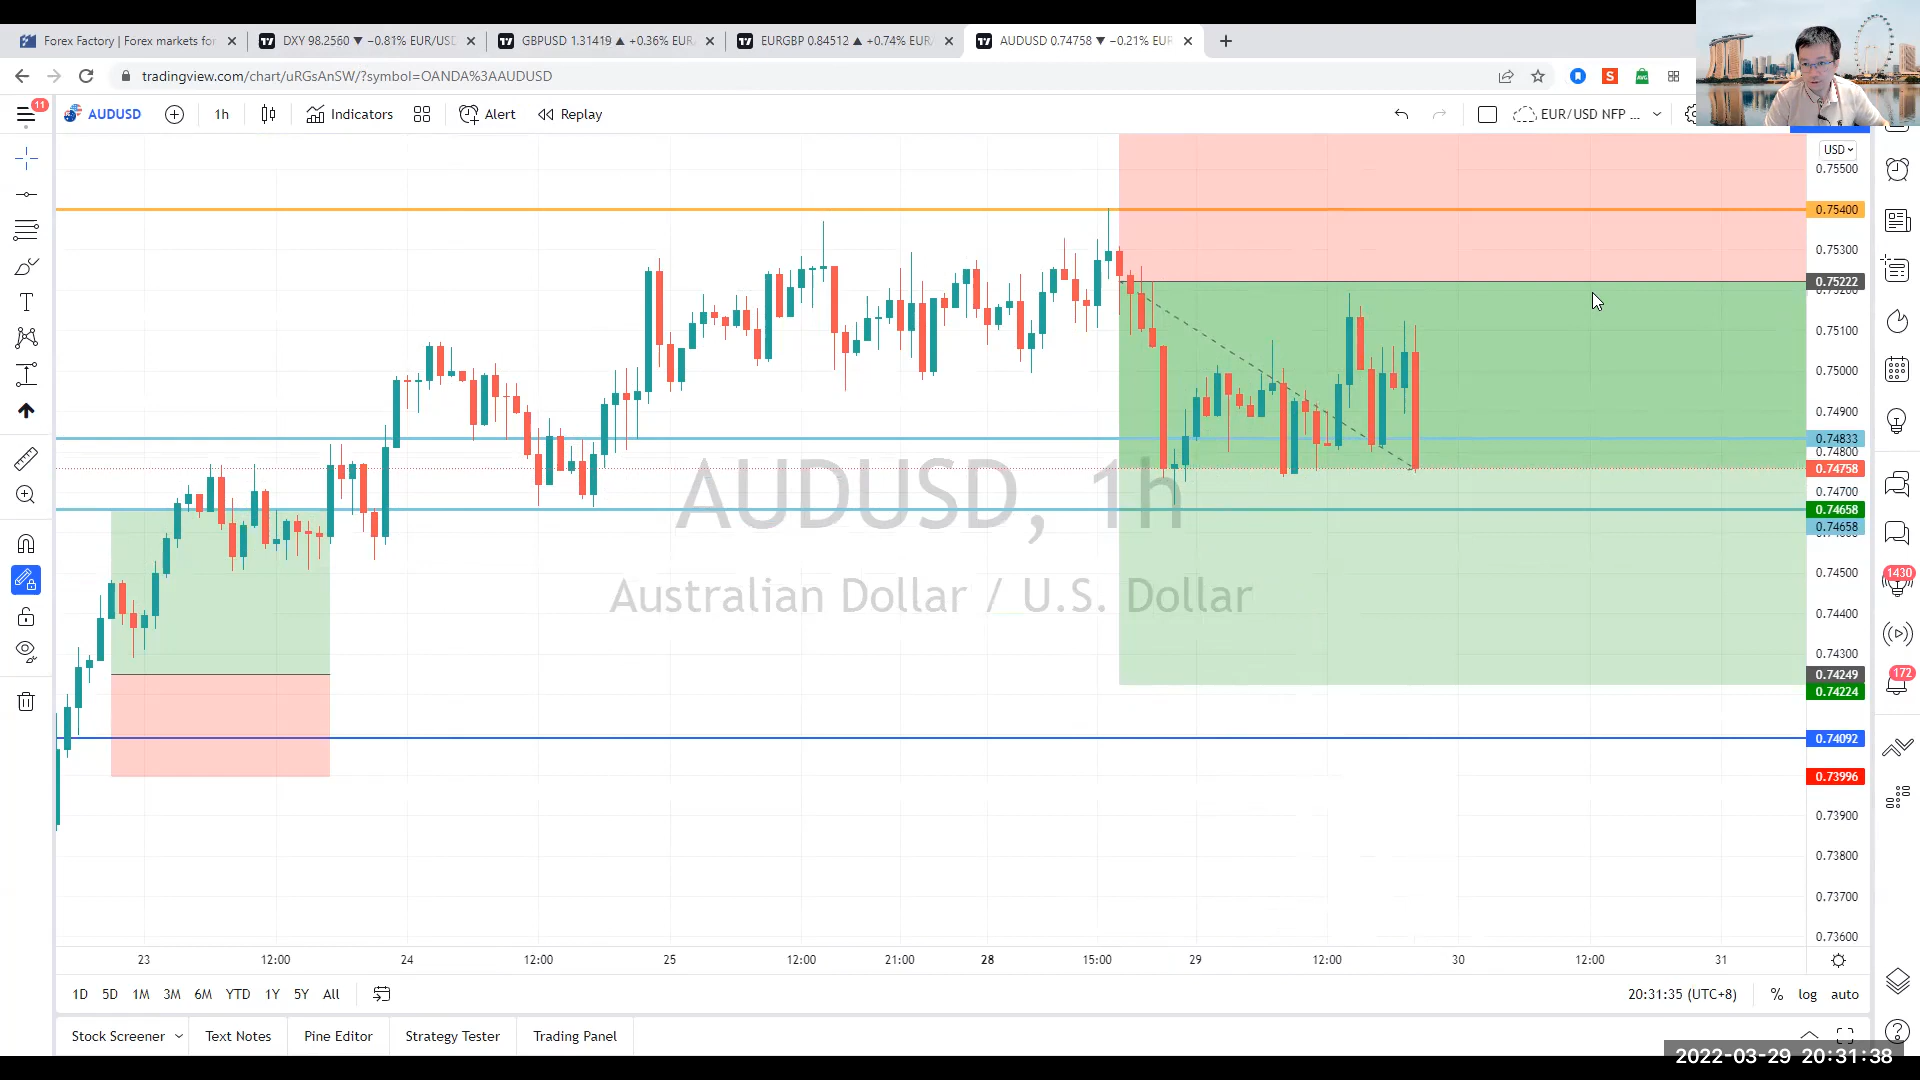 Forex Factory | Forex markets for
DXY 98.2560 ▼ −0.81% EUR/USD
GBPUSD 1.31419 ▲ +0.36% EUR/
EURGBP 0.84512 ▲ +0.74% EUR/
AUDUSD 0.74758 ▼ −0.21% EUR
tradingview.com/chart/uRGsAnSW/?symbol=OANDA%3AAUDUSD
S
11
AUDUSD
1h
Indicators
Alert
Replay
EUR/USD NFP ...
USD
0.75500
0.75400
0.75300
0.75222
0.75100
0.75000
0.74900
0.74833
0.74800
0.74758
0.74700
0.74658
0.74658
0.74500
0.74400
0.74300
0.74249
0.74224
0.74092
0.73996
0.73900
0.73800
0.73700
0.73600
AUDUSD, 1h
Australian Dollar / U.S. Dollar
1430
172
23
12:00
24
12:00
25
12:00
21:00
28
15:00
29
12:00
30
12:00
31
1D 5D 1M 3M 6M YTD 1Y 5Y All
20:31:35 (UTC+8)
% log auto
Stock Screener
Text Notes
Pine Editor
Strategy Tester
Trading Panel
2022-03-29 20:31:38